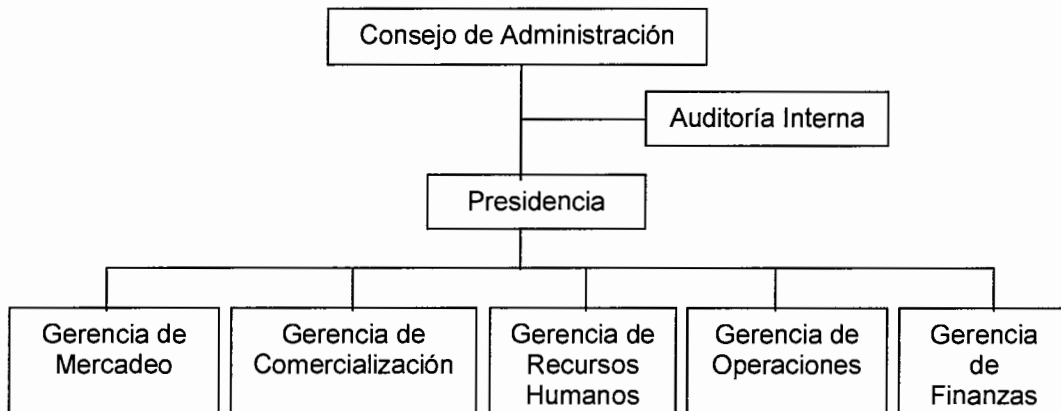 Consejo de Administración
Auditoría Interna
Presidencia
Gerencia de
Mercadeo
Gerencia de
Comercialización
Gerencia de
Recursos
Humanos
Gerencia de
Operaciones
Gerencia
de
Finanzas